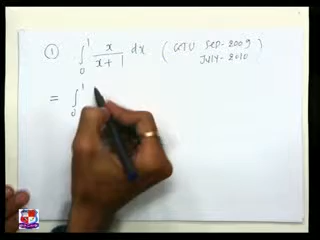 ① ∫₀¹ x/(x+1) dx (GTU SEP-2009
JULY-2010)
= ∫₀¹